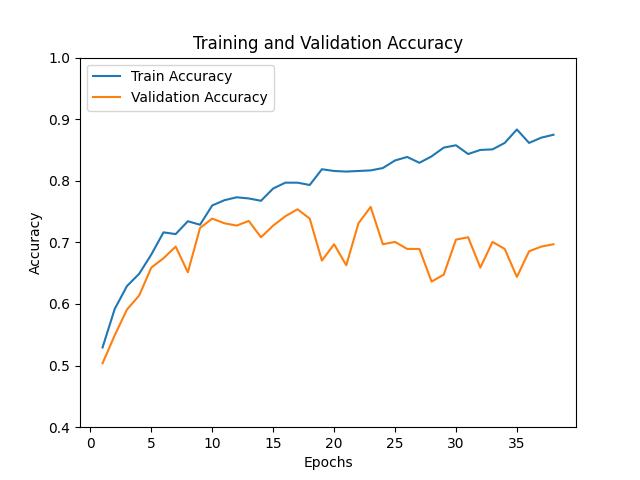 Training and Validation Accuracy
1.0
0.9
0.8
0.7
0.6
0.5
0.4
Accuracy
Train Accuracy
Validation Accuracy
0 5 10 15 20 25 30 35
Epochs